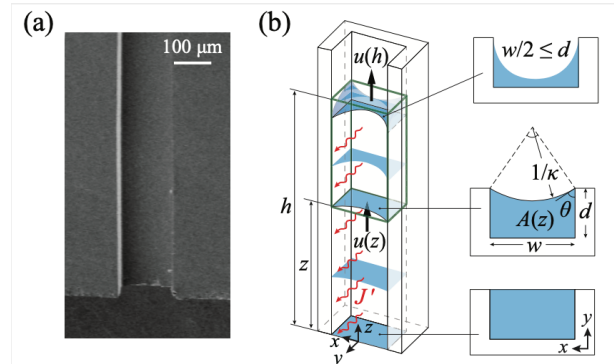 (a)
100 μm
(b)
u(h)
w/2 ≤ d
h
1/κ
θ
A(z)
d
w
u(z)
z
J'
z
x
y
y
x